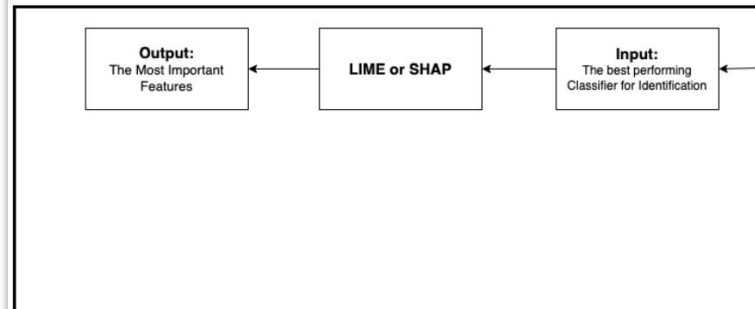 Output:
The Most Important
Features
LIME or SHAP
Input:
The best performing
Classifier for Identification